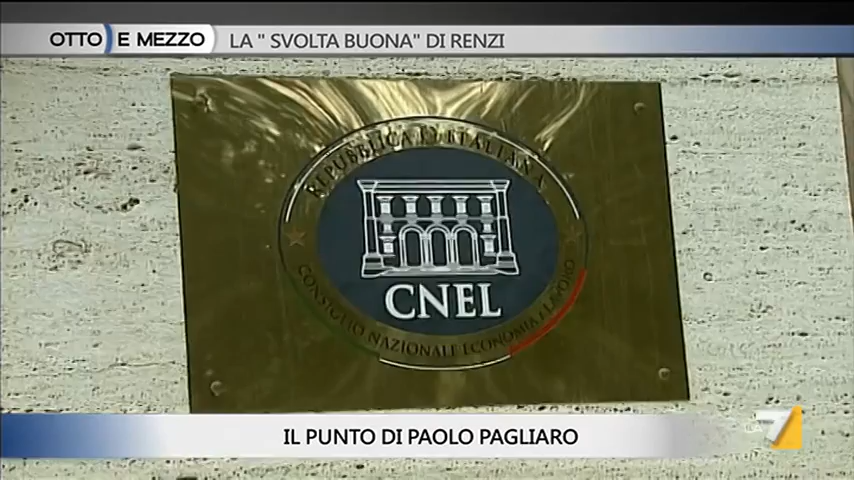 OTTO E MEZZO
LA " SVOLTA BUONA" DI RENZI
REPUBBLICA ITALIANA
CNEL
CONSIGLIO NAZIONALE ECONOMIA E LAVORO
IL PUNTO DI PAOLO PAGLIARO
7